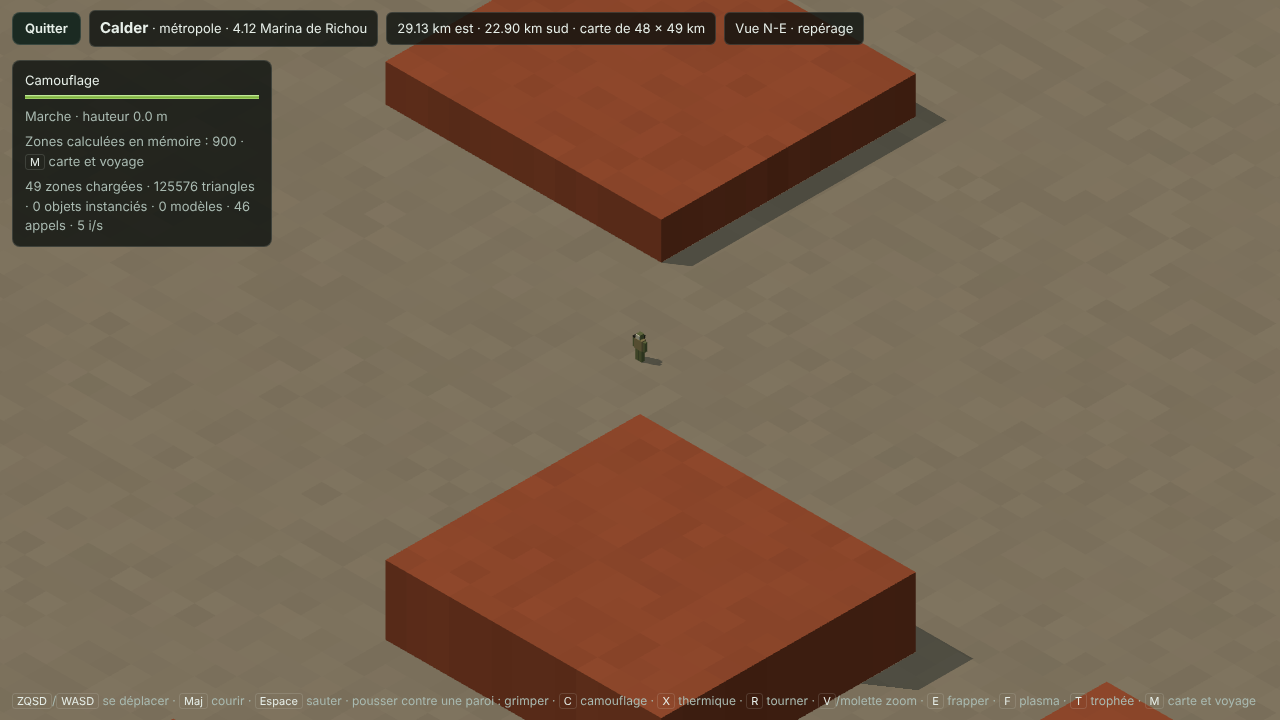 Quitter
Calder · métropole · 4.12 Marina de Richou
29.13 km est · 22.90 km sud · carte de 48 × 49 km
Vue N-E · repérage
Camouflage
Marche · hauteur 0.0 m
Zones calculées en mémoire : 900 ·
M carte et voyage
49 zones chargées · 125576 triangles
· 0 objets instanciés · 0 modèles · 46
appels · 5 i/s
ZQSD / WASD se déplacer · Maj courir · Espace sauter · pousser contre une paroi : grimper · C camouflage · X thermique · R tourner · V /molette zoom · E frapper · F plasma · T trophée · M carte et voyage